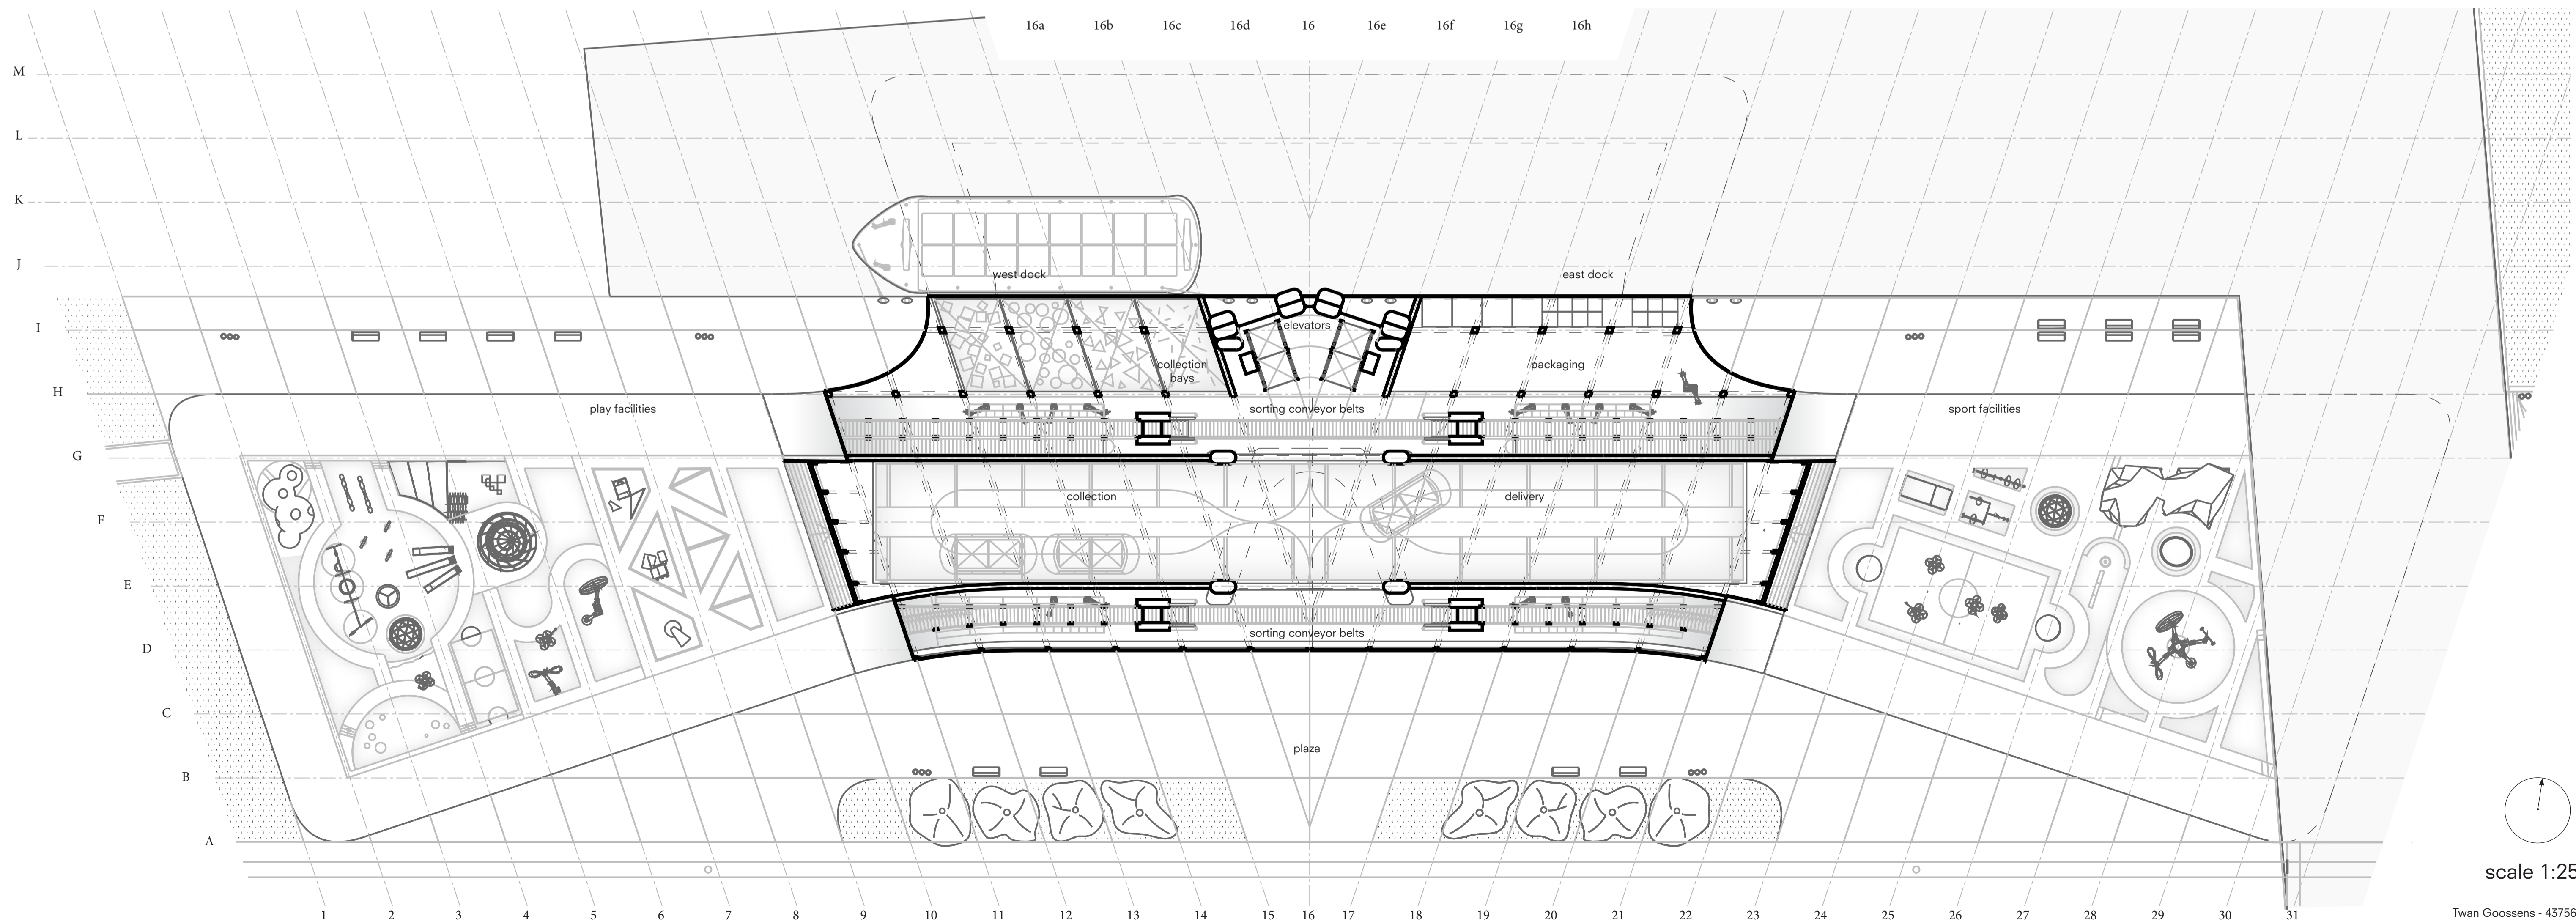 16a 16b 16c 16d 16 16e 16f 16g 16h
M
L
K
J
west dock east dock
I
elevators
collection bays
packaging
H
play facilities sorting conveyor belts sport facilities
G
collection delivery
F
E
sorting conveyor belts
D
C
plaza
B
A
scale 1:25
1 2 3 4 5 6 7 8 9 10 11 12 13 14 15 16 17 18 19 20 21 22 23 24 25 26 27 28 29 30 31
Twan Goossens - 43756